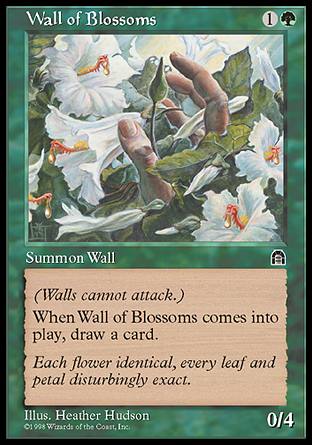 Wall of Blossoms 1
Summon Wall
(Walls cannot attack.)
When Wall of Blossoms comes into
play, draw a card.
Each flower identical, every leaf and
petal disturbingly exact.
Illus. Heather Hudson
©1998 Wizards of the Coast, Inc.
0/4